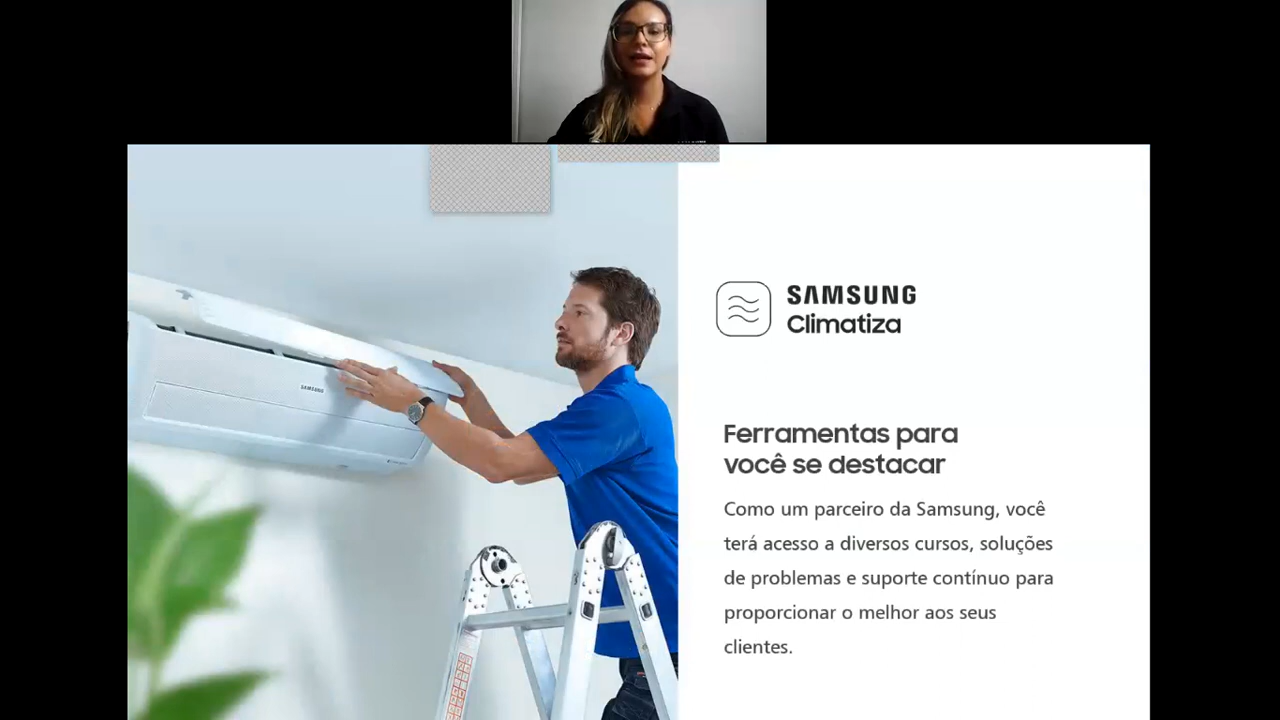 SAMSUNG
SAMSUNG
Climatiza
Ferramentas para
você se destacar
Como um parceiro da Samsung, você
terá acesso a diversos cursos, soluções
de problemas e suporte contínuo para
proporcionar o melhor aos seus
clientes.